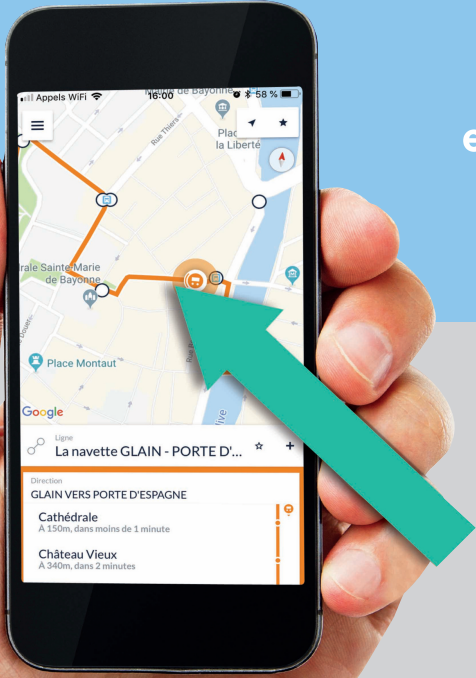 Appels WiFi 16:00 58 %
Mairie de Bayonne
Rue Thiers
la Liberté
e
Sainte-Marie
de Bayonne
Place Montaut
Google
Ligne
La navette GLAIN - PORTE D'...
Direction
GLAIN VERS PORTE D'ESPAGNE
Cathédrale
À 150m, dans moins de 1 minute
Château Vieux
À 340m, dans 2 minutes